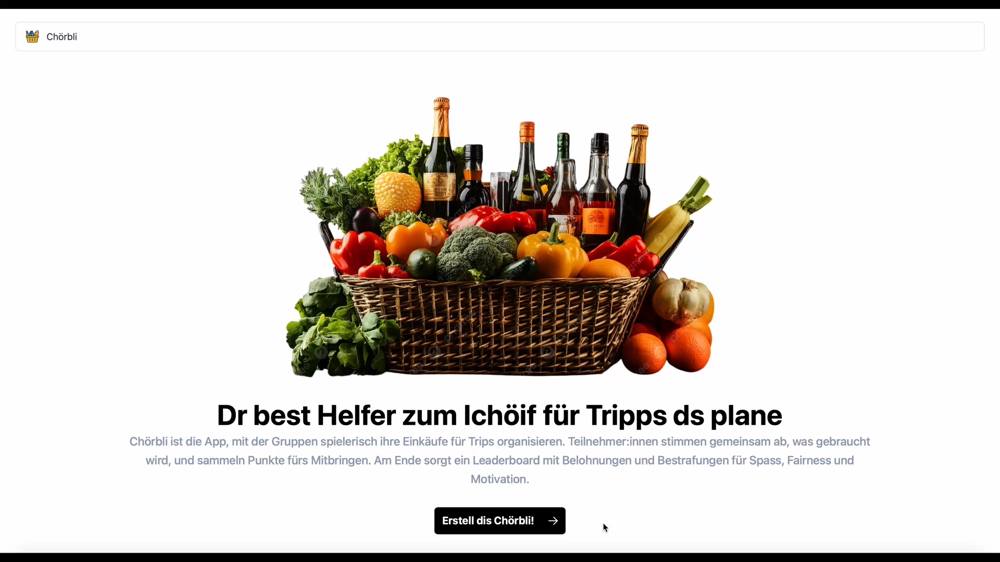 Chörbli
Dr best Helfer zum Ichöif für Tripps ds plane
Chörbli ist die App, mit der Gruppen spielerisch ihre Einkäufe für Trips organisieren. Teilnehmer:innen stimmen gemeinsam ab, was gebraucht
wird, und sammeln Punkte fürs Mitbringen. Am Ende sorgt ein Leaderboard mit Belohnungen und Bestrafungen für Spass, Fairness und
Motivation.
Erstell dis Chörbli!